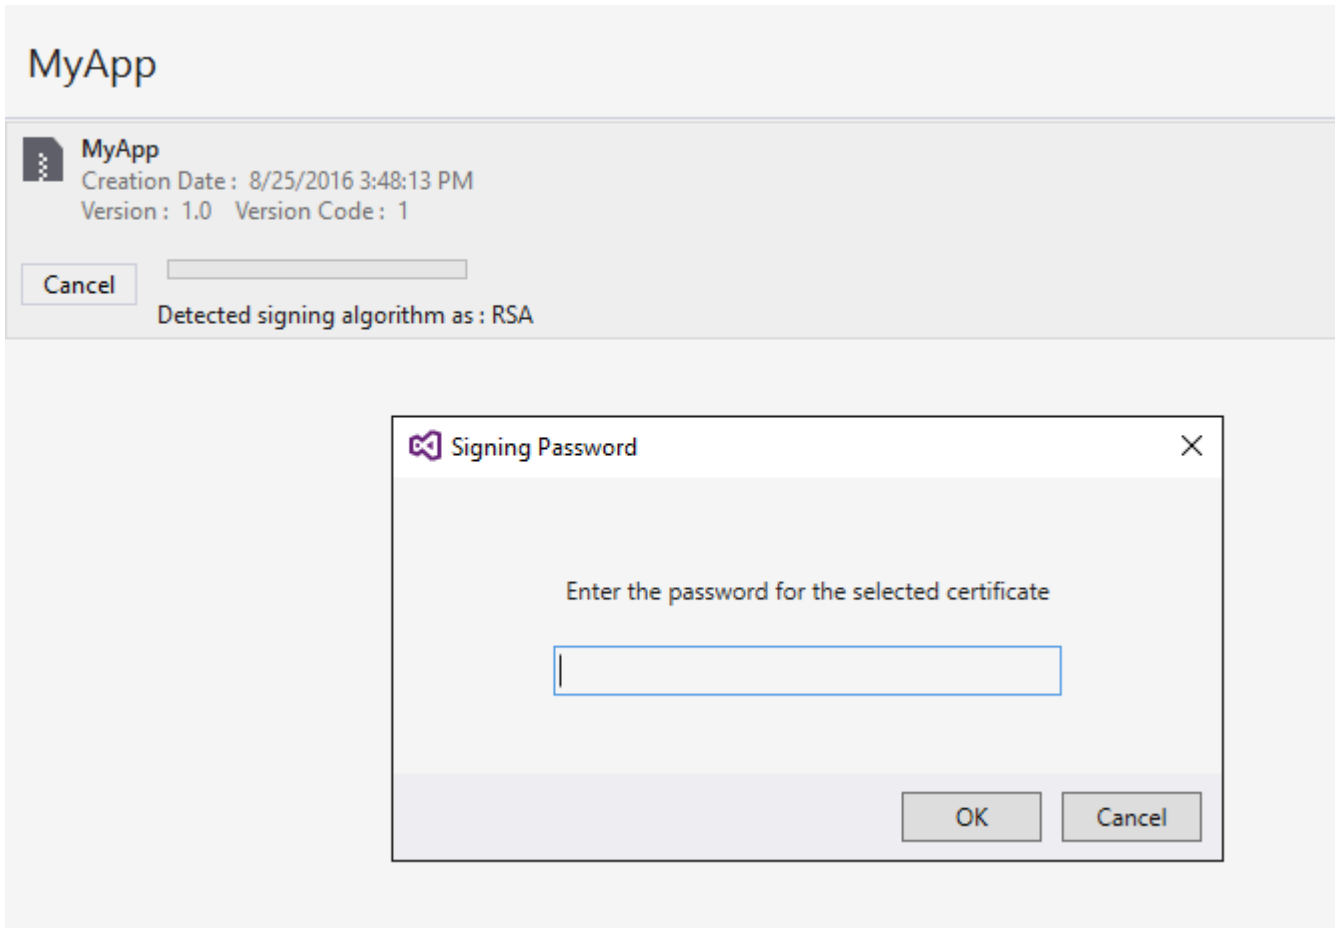 MyApp
MyApp
Creation Date : 8/25/2016 3:48:13 PM
Version : 1.0 Version Code : 1
Cancel
Detected signing algorithm as : RSA
Signing Password
Enter the password for the selected certificate
OK Cancel